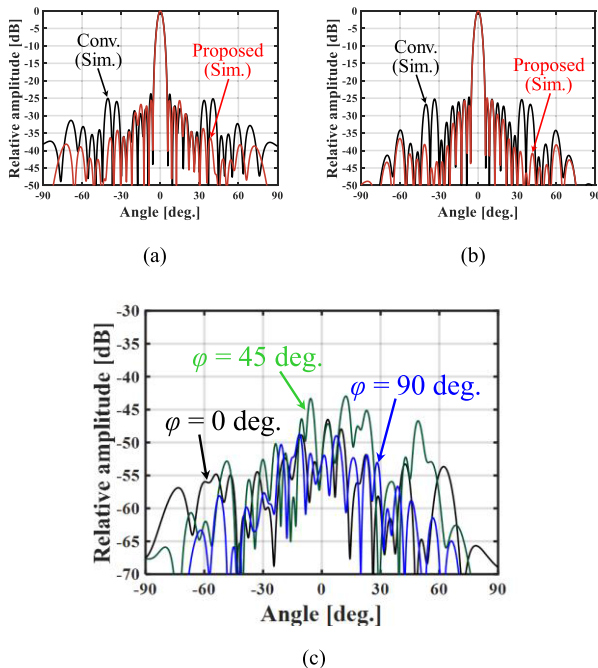 Relative amplitude [dB]
0
-5
-10
-15
-20
-25
-30
-35
-40
-45
-50
Conv.
(Sim.)
Proposed
(Sim.)
-90 -60 -30 0 30 60 90
Angle [deg.]
(a)
Relative amplitude [dB]
0
-5
-10
-15
-20
-25
-30
-35
-40
-45
-50
Conv.
(Sim.)
Proposed
(Sim.)
-90 -60 -30 0 30 60 90
Angle [deg.]
(b)
Relative amplitude [dB]
-30
-35
-40
-45
-50
-55
-60
-65
-70
φ = 45 deg.
φ = 90 deg.
φ = 0 deg.
-90 -60 -30 0 30 60 90
Angle [deg.]
(c)